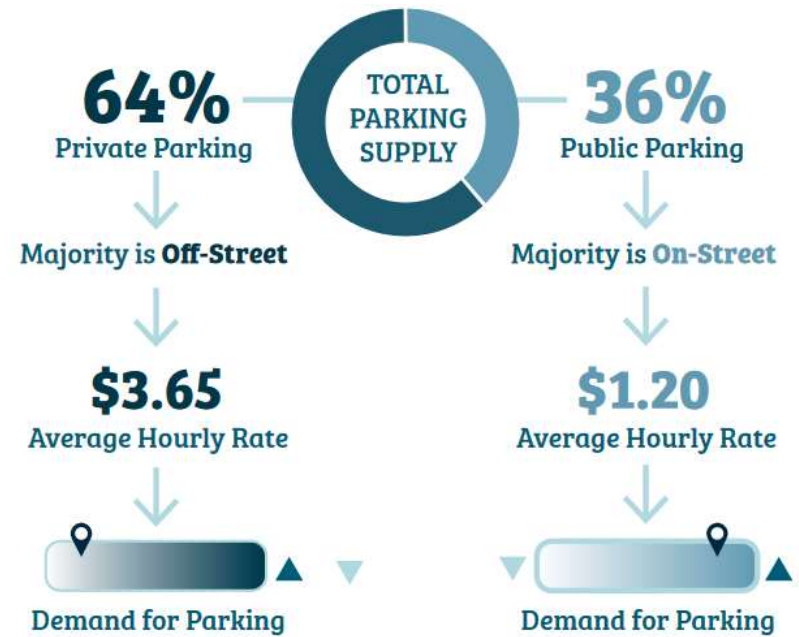 TOTAL
PARKING
SUPPLY
64%
Private Parking
Majority is Off-Street
$3.65
Average Hourly Rate
Demand for Parking
36%
Public Parking
Majority is On-Street
$1.20
Average Hourly Rate
Demand for Parking